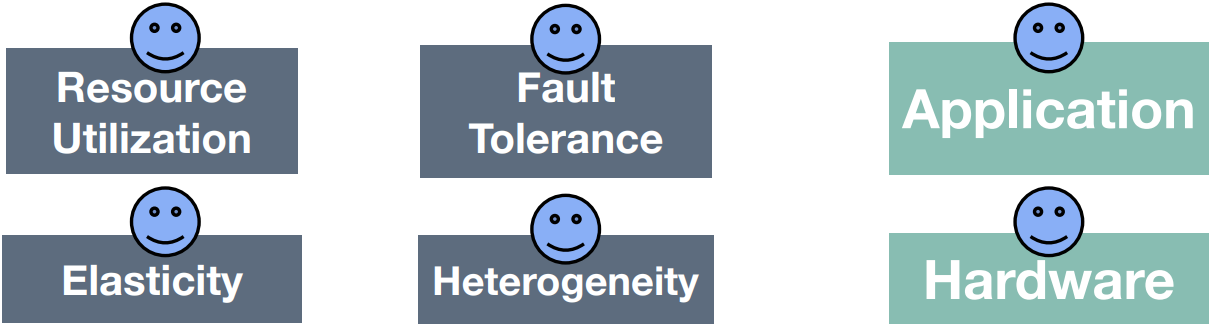 Resource
Utilization
Fault
Tolerance
Application
Elasticity
Heterogeneity
Hardware